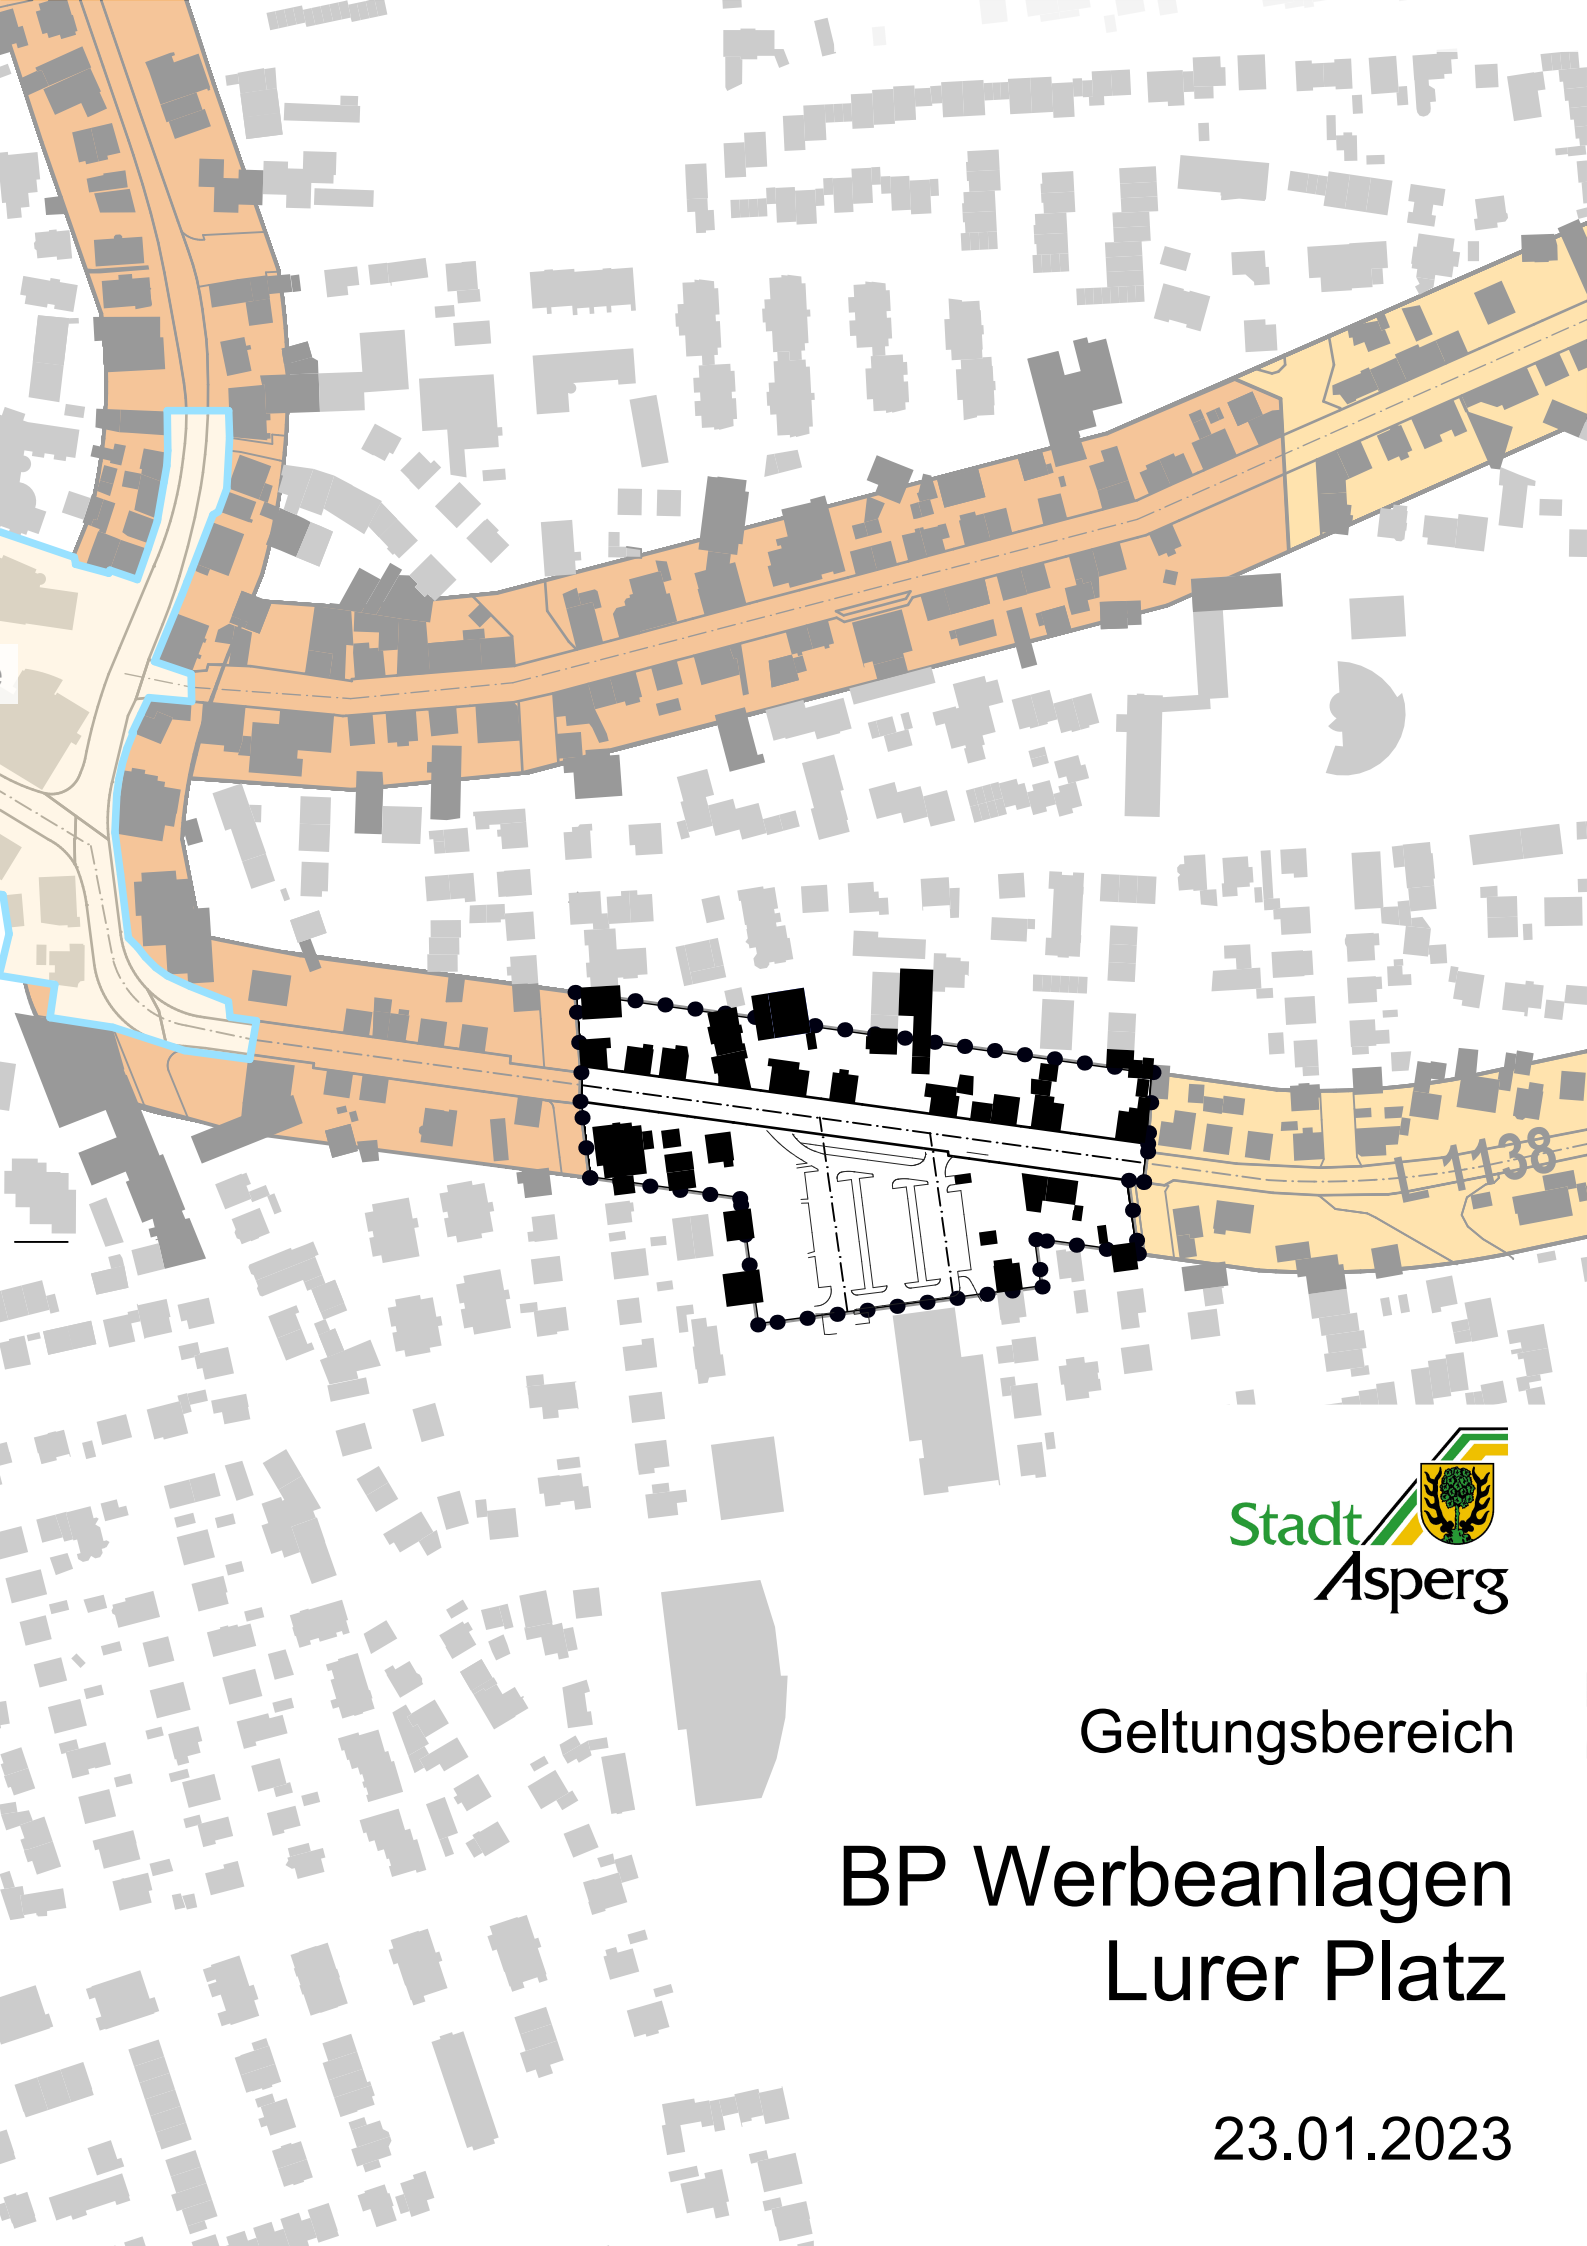 L 1138
Stadt
Asperg
Geltungsbereich
BP Werbeanlagen
Lurer Platz
23.01.2023